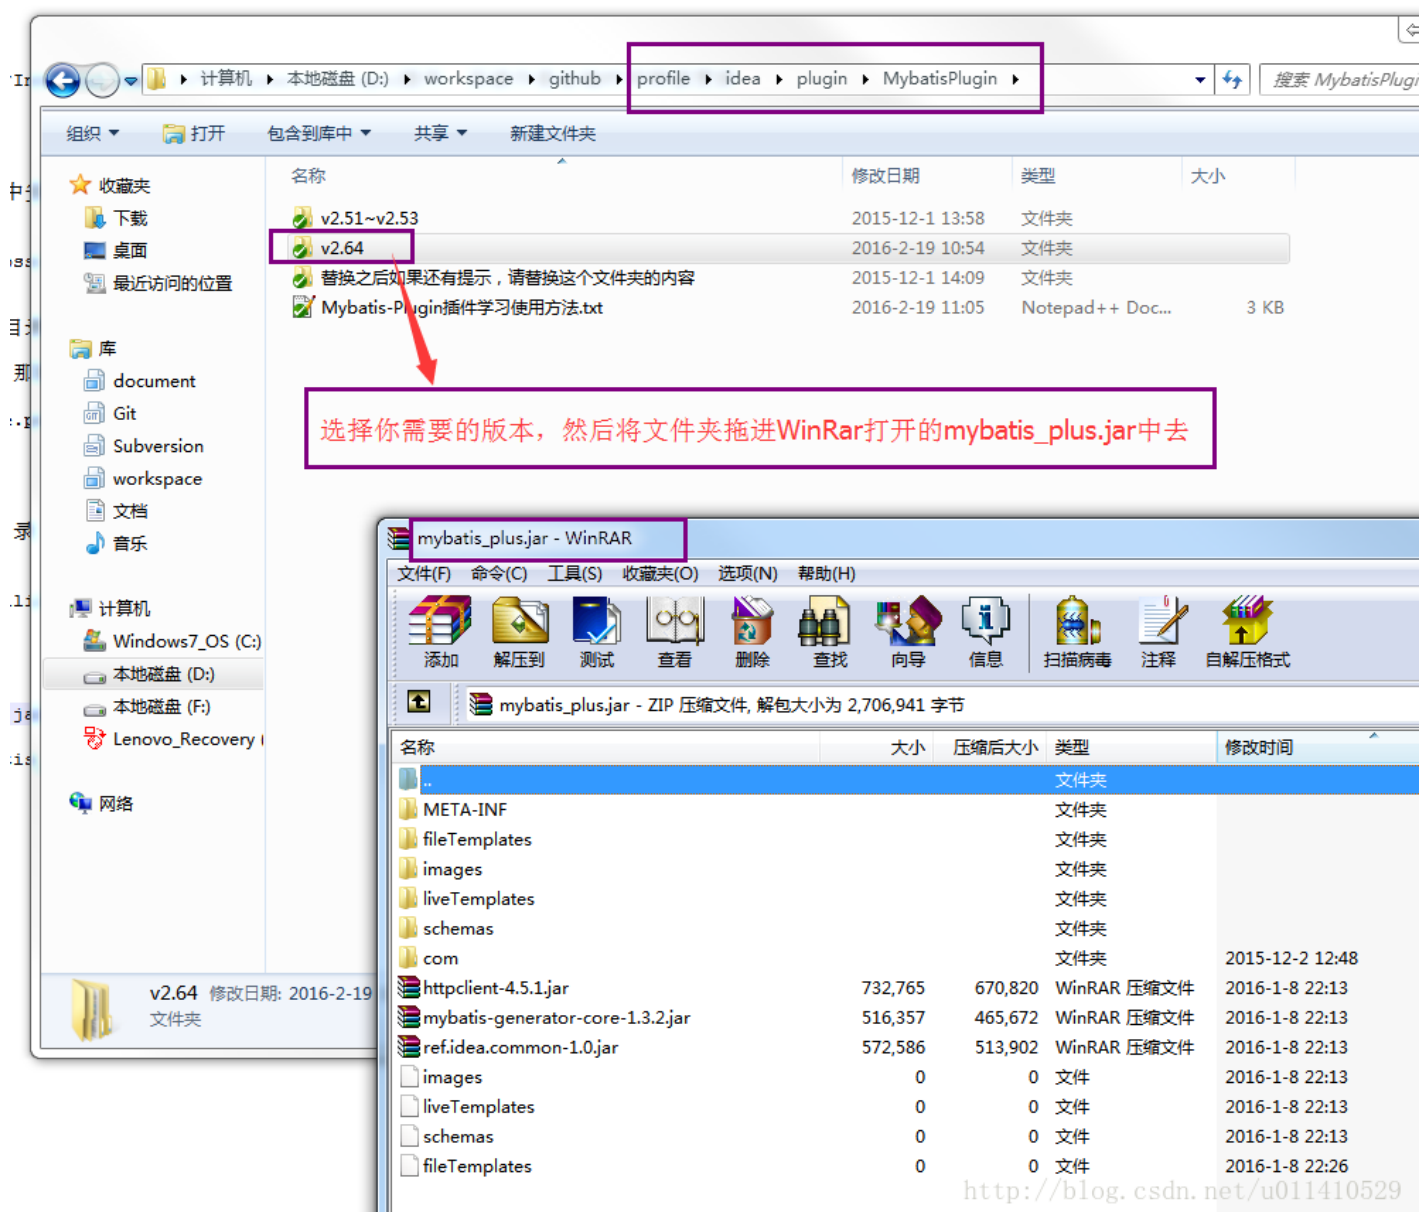 计算机 本地磁盘 (D:) workspace github profile idea plugin MybatisPlugin 搜索 MybatisPlugi
组织 打开 包含到库中 共享 新建文件夹
名称 修改日期 类型 大小
收藏夹
下载
桌面
最近访问的位置
库
document
Git
Subversion
workspace
文档
音乐
计算机
Windows7_OS (C:)
本地磁盘 (D:)
本地磁盘 (F:)
Lenovo_Recovery (
网络
v2.51~v2.53 2015-12-1 13:58 文件夹
v2.64 2016-2-19 10:54 文件夹
替换之后如果还有提示，请替换这个文件夹的内容 2015-12-1 14:09 文件夹
Mybatis-Plugin插件学习使用方法.txt 2016-2-19 11:05 Notepad++ Doc... 3 KB
选择你需要的版本，然后将文件夹拖进WinRar打开的mybatis_plus.jar中去
v2.64 修改日期: 2016-2-19
文件夹
mybatis_plus.jar - WinRAR
文件(F) 命令(C) 工具(S) 收藏夹(O) 选项(N) 帮助(H)
添加 解压到 测试 查看 删除 查找 向导 信息 扫描病毒 注释 自解压格式
mybatis_plus.jar - ZIP 压缩文件, 解包大小为 2,706,941 字节
名称 大小 压缩后大小 类型 修改时间
.. 文件夹
META-INF 文件夹
fileTemplates 文件夹
images 文件夹
liveTemplates 文件夹
schemas 文件夹
com 文件夹 2015-12-2 12:48
httpclient-4.5.1.jar 732,765 670,820 WinRAR 压缩文件 2016-1-8 22:13
mybatis-generator-core-1.3.2.jar 516,357 465,672 WinRAR 压缩文件 2016-1-8 22:13
ref.idea.common-1.0.jar 572,586 513,902 WinRAR 压缩文件 2016-1-8 22:13
images 0 0 文件 2016-1-8 22:13
liveTemplates 0 0 文件 2016-1-8 22:13
schemas 0 0 文件 2016-1-8 22:13
fileTemplates 0 0 文件 2016-1-8 22:26
http://blog.csdn.net/u011410529